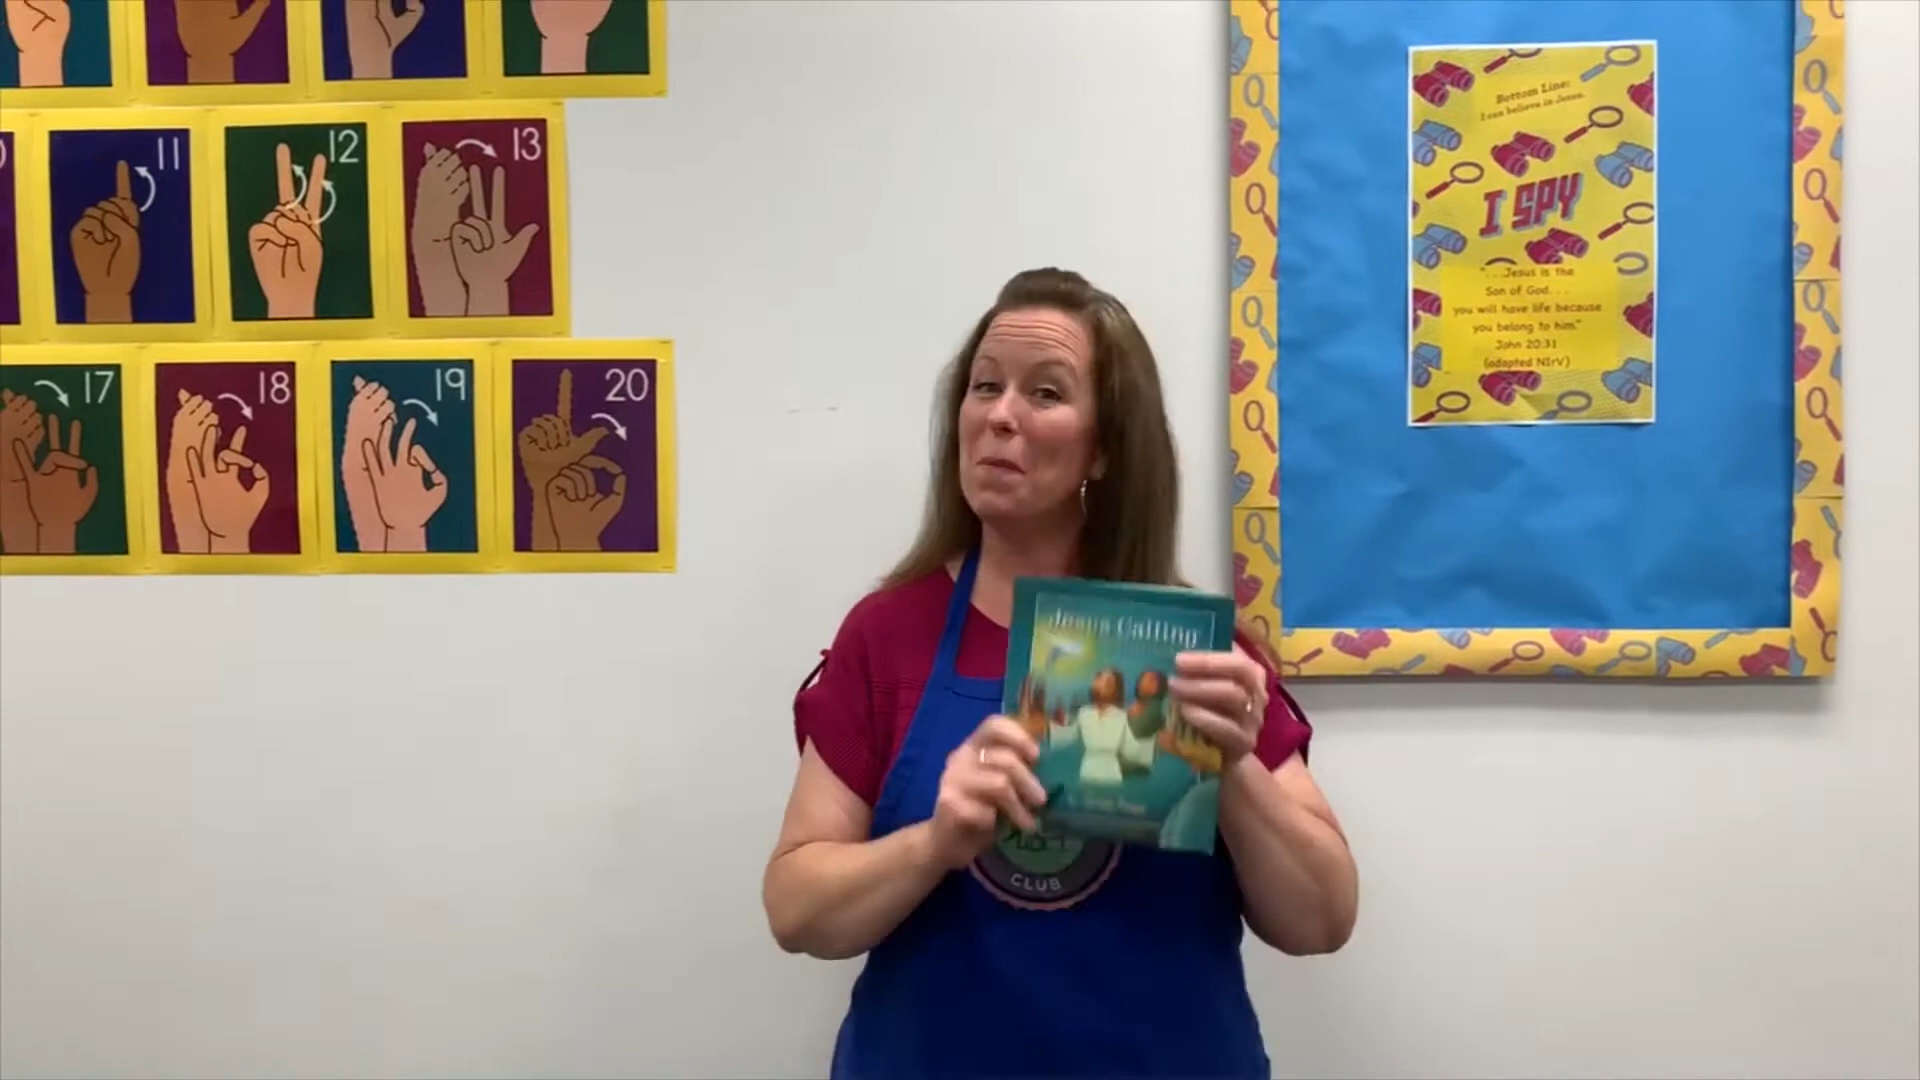 11
12
13
17
18
19
20
Bottom Line:
I can believe in Jesus.
I SPY
"...Jesus is the
Son of God...
you will have life because
you belong to him."
John 20:31
(adapted NIrV)
Jesus Calling
CLUB